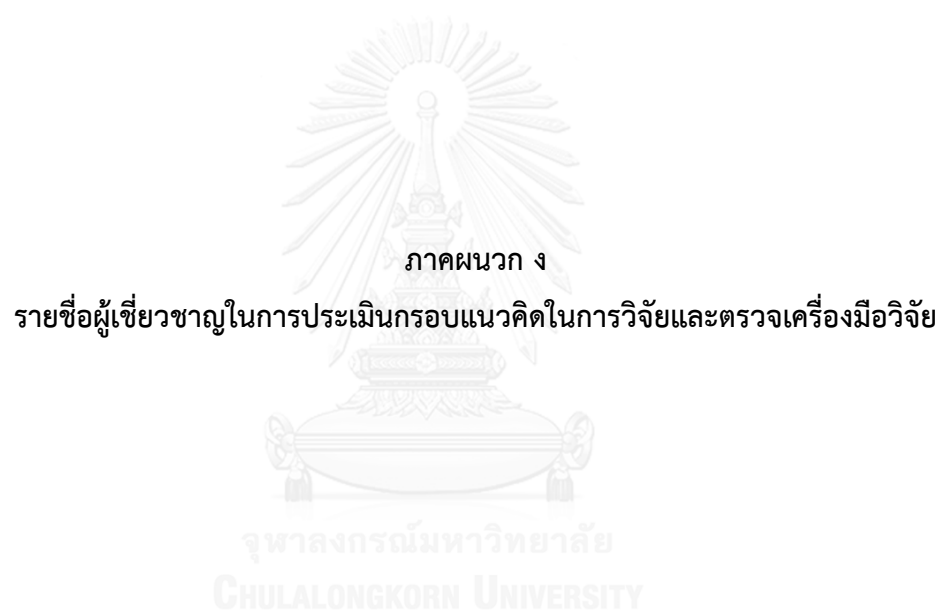 ภาคผนวก ง
รายชื่อผู้เชี่ยวชาญในการประเมินกรอบแนวคิดในการวิจัยและตรวจเครื่องมือวิจัย
จุฬาลงกรณ์มหาวิทยาลัย
CHULALONGKORN UNIVERSITY